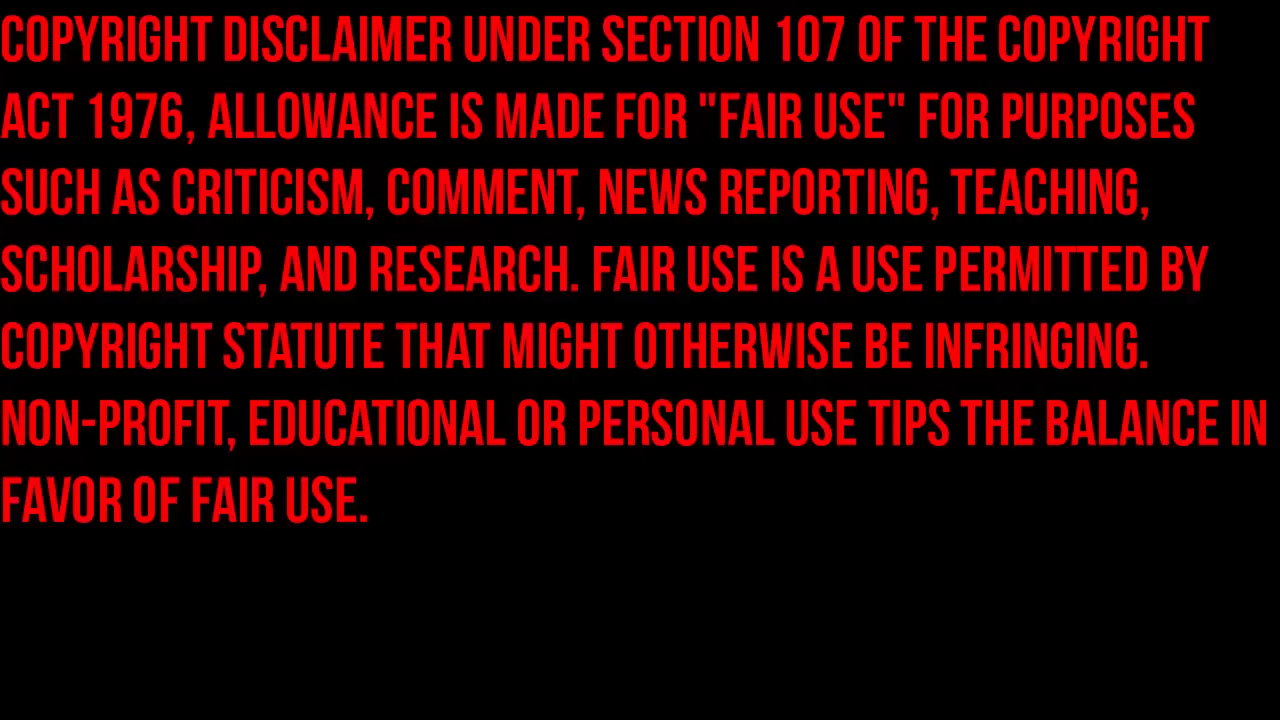 COPYRIGHT DISCLAIMER UNDER SECTION 107 OF THE COPYRIGHT
ACT 1976, ALLOWANCE IS MADE FOR "FAIR USE" FOR PURPOSES
SUCH AS CRITICISM, COMMENT, NEWS REPORTING, TEACHING,
SCHOLARSHIP, AND RESEARCH. FAIR USE IS A USE PERMITTED BY
COPYRIGHT STATUTE THAT MIGHT OTHERWISE BE INFRINGING.
NON-PROFIT, EDUCATIONAL OR PERSONAL USE TIPS THE BALANCE IN
FAVOR OF FAIR USE.